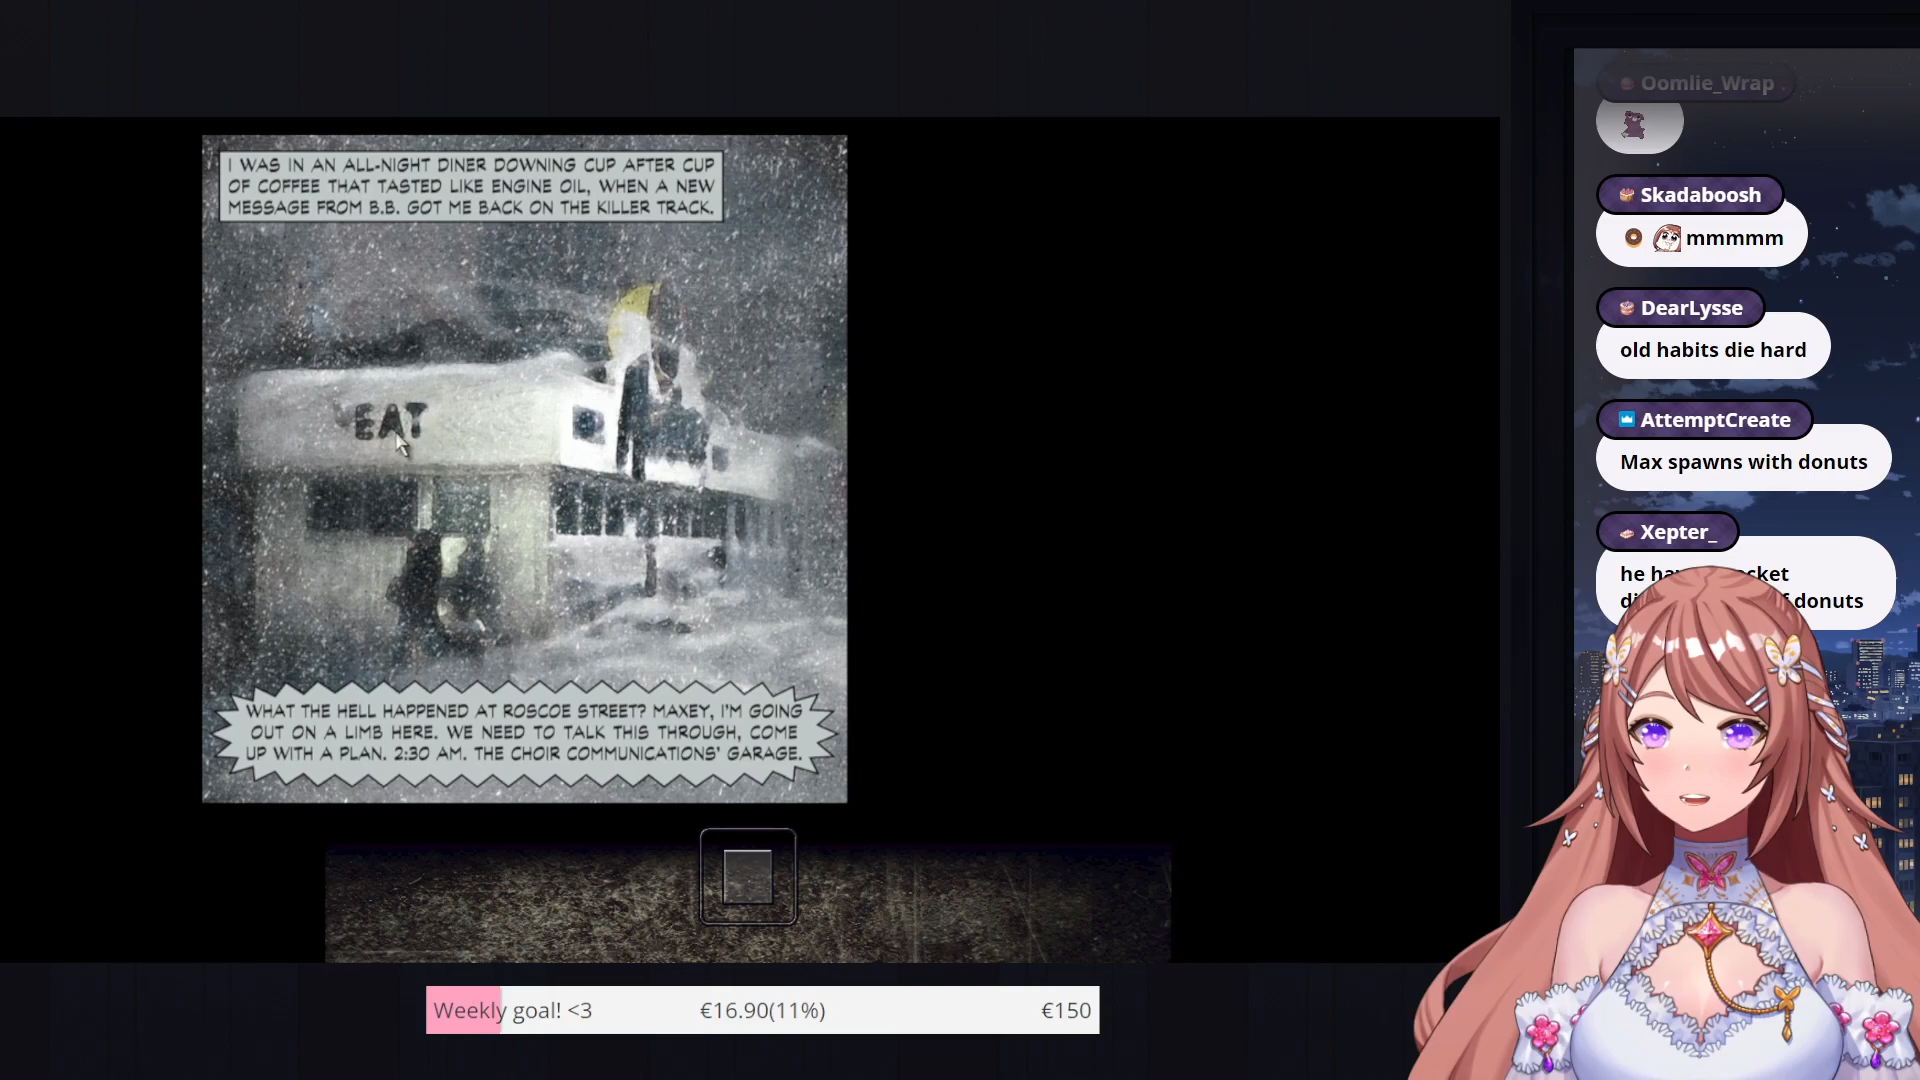 I WAS IN AN ALL-NIGHT DINER DOWNING CUP AFTER CUP
OF COFFEE THAT TASTED LIKE ENGINE OIL, WHEN A NEW
MESSAGE FROM B.B. GOT ME BACK ON THE KILLER TRACK.
EAT
WHAT THE HELL HAPPENED AT ROSCOE STREET? MAXEY, I'M GOING
OUT ON A LIMB HERE. WE NEED TO TALK THIS THROUGH, COME
UP WITH A PLAN. 2:30 AM. THE CHOIR COMMUNICATIONS' GARAGE.
Weekly goal! <3 €16.90(11%) €150
Oomlie_Wrap
Skadaboosh
mmmmm
DearLysse
old habits die hard
AttemptCreate
Max spawns with donuts
Xepter_
he
donuts